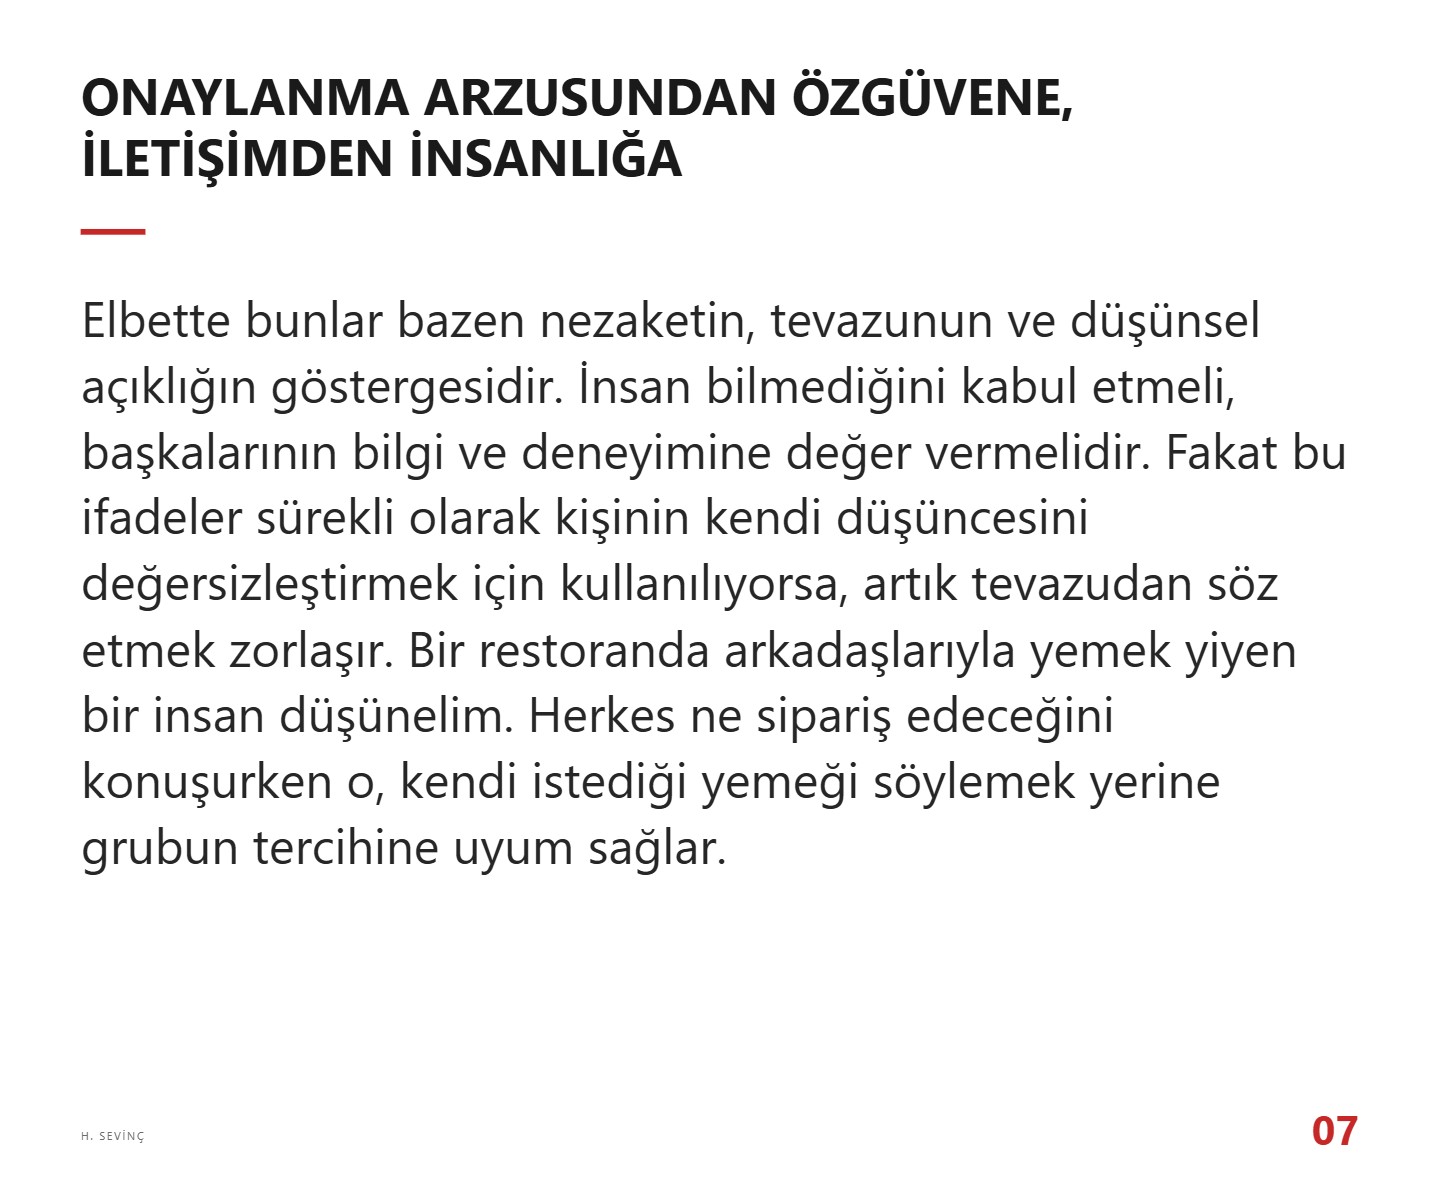 ONAYLANMA ARZUSUNDAN ÖZGÜVENE,
İLETİŞİMDEN İNSANLIĞA
Elbette bunlar bazen nezaketin, tevazunun ve düşünsel
açıklığın göstergesidir. İnsan bilmediğini kabul etmeli,
başkalarının bilgi ve deneyimine değer vermelidir. Fakat bu
ifadeler sürekli olarak kişinin kendi düşüncesini
değersizleştirmek için kullanılıyorsa, artık tevazudan söz
etmek zorlaşır. Bir restoranda arkadaşlarıyla yemek yiyen
bir insan düşünelim. Herkes ne sipariş edeceğini
konuşurken o, kendi istediği yemeği söylemek yerine
grubun tercihine uyum sağlar.
H. SEVİNÇ
07